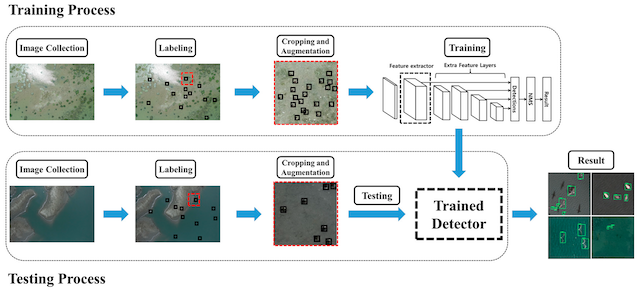 Training Process
Image Collection
Labeling
Cropping and
Augmentation
Training
Feature extractor
Extra Feature Layers
Detections
NMS
Result
Image Collection
Labeling
Cropping and
Augmentation
Testing
Trained
Detector
Result
Testing Process